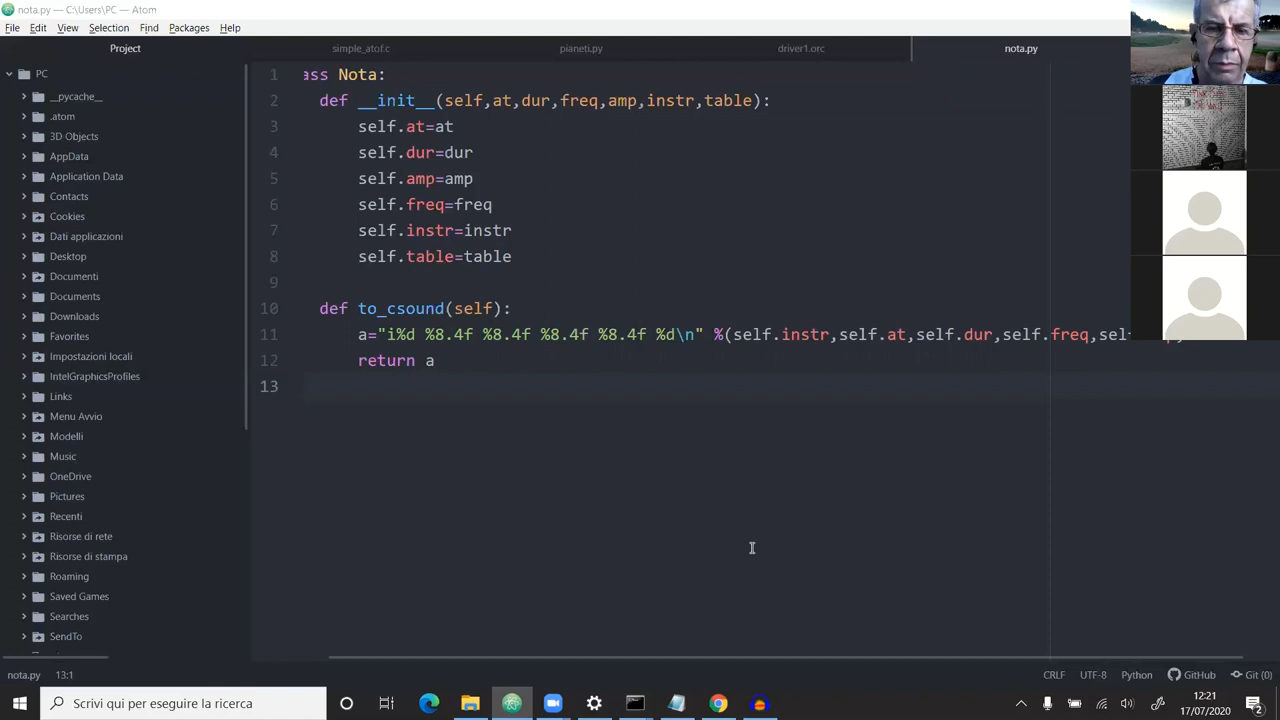 nota.py — C:\Users\PC — Atom
File Edit View Selection Find Packages Help
Project simple_atof.c pianeti.py driver1.orc nota.py
PC
__pycache__
.atom
3D Objects
AppData
Application Data
Contacts
Cookies
Dati applicazioni
Desktop
Documenti
Documents
Downloads
Favorites
Impostazioni locali
IntelGraphicsProfiles
Links
Menu Avvio
Modelli
Music
OneDrive
Pictures
Recenti
Risorse di rete
Risorse di stampa
Roaming
Saved Games
Searches
SendTo
1 ass Nota:
2 def __init__(self,at,dur,freq,amp,instr,table):
3 self.at=at
4 self.dur=dur
5 self.amp=amp
6 self.freq=freq
7 self.instr=instr
8 self.table=table
9
10 def to_csound(self):
11 a="i%d %8.4f %8.4f %8.4f %8.4f %d\n" %(self.instr,self.at,self.dur,self.freq,sel
12 return a
13
nota.py 13:1 CRLF UTF-8 Python GitHub Git (0)
Scrivi qui per eseguire la ricerca
12:21
17/07/2020
2